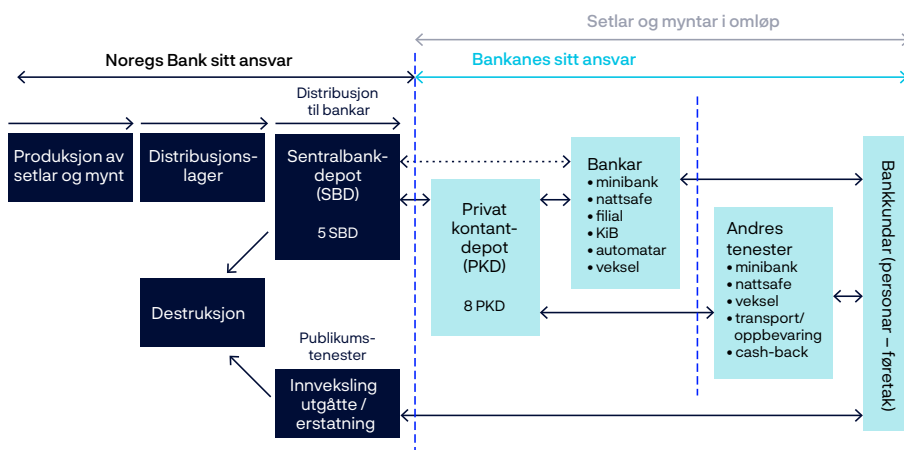 Setlar og myntar i omløp
Noregs Bank sitt ansvar
Bankanes sitt ansvar
Distribusjon
til bankar
Produksjon av
setlar og mynt
Distribusjons-
lager
Sentralbank-
depot
(SBD)
5 SBD
Privat
kontant-
depot
(PKD)
8 PKD
Bankar
• minibank
• nattsafe
• filial
• KiB
• automatar
• veksel
Andres
tenester
• minibank
• nattsafe
• veksel
• transport/
oppbevaring
• cash-back
Bankkundar (personar – føretak)
Destruksjon
Publikums-
tenester
Innveksling
utgåtte /
erstatning